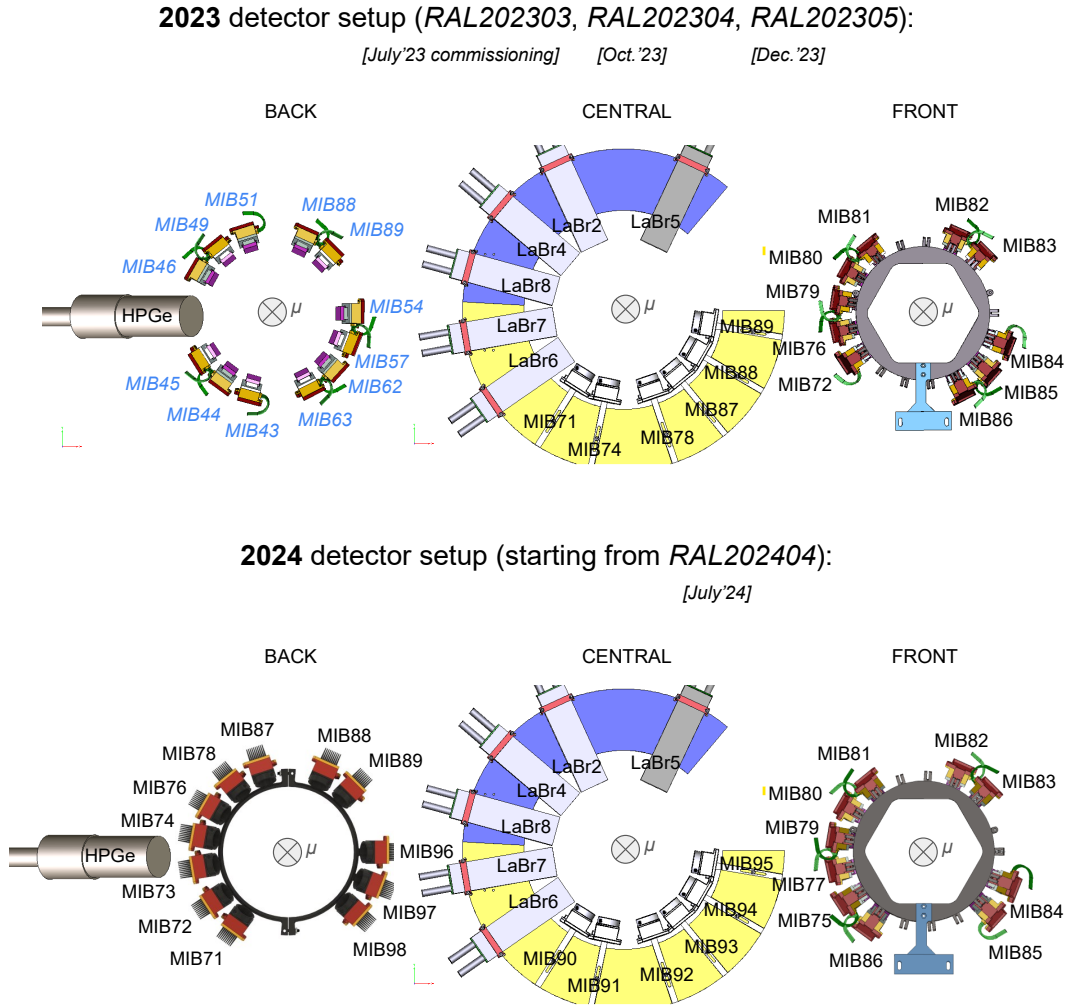 2023 detector setup (RAL202303, RAL202304, RAL202305):
[July'23 commissioning] [Oct.'23] [Dec.'23]
BACK CENTRAL FRONT
MIB51
MIB88
MIB49
MIB89
MIB46
HPGe
μ
MIB54
MIB57
MIB45
MIB62
MIB44
MIB63
MIB43
LaBr2
LaBr5
LaBr4
LaBr8
μ
LaBr7
MIB89
LaBr6
MIB88
MIB71
MIB87
MIB74
MIB78
MIB82
MIB81
MIB83
MIB80
MIB79
μ
MIB76
MIB84
MIB72
MIB85
MIB86
2024 detector setup (starting from RAL202404):
[July'24]
BACK CENTRAL FRONT
MIB87
MIB88
MIB78
MIB89
MIB76
MIB74
HPGe
μ
MIB96
MIB73
MIB97
MIB72
MIB98
MIB71
LaBr2
LaBr5
LaBr4
LaBr8
μ
LaBr7
MIB95
LaBr6
MIB94
MIB90
MIB93
MIB91
MIB92
MIB82
MIB81
MIB83
MIB80
MIB79
μ
MIB77
MIB75
MIB84
MIB86
MIB85